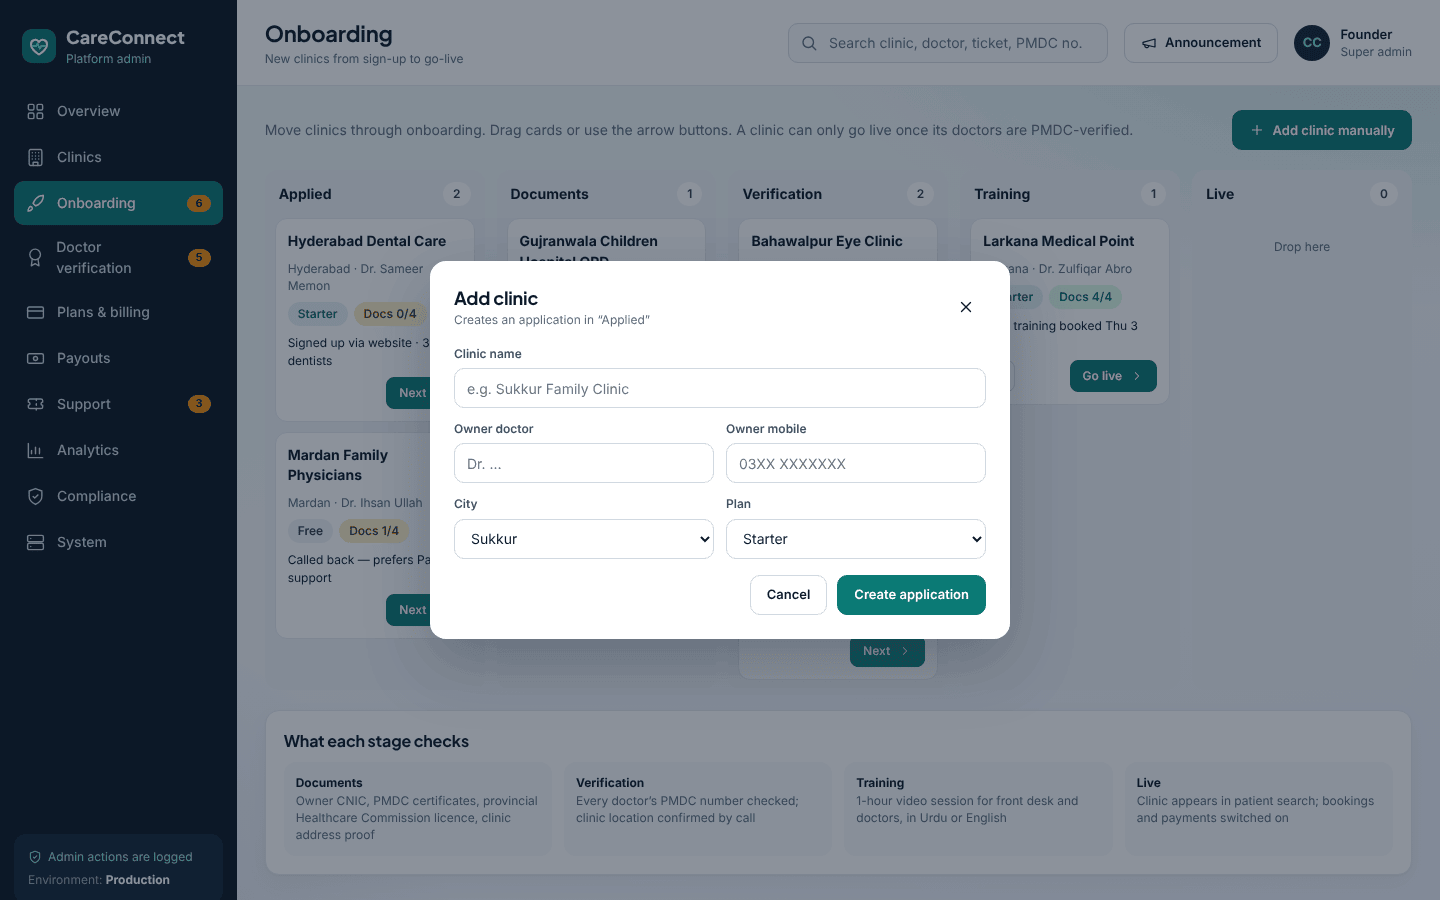 CareConnect
Platform admin
Overview
Clinics
Onboarding 6
Doctor
verification 5
Plans & billing
Payouts
Support 3
Analytics
Compliance
System
Admin actions are logged
Environment: Production
Onboarding
New clinics from sign-up to go-live
Search clinic, doctor, ticket, PMDC no.
Announcement
CC
Founder
Super admin
Move clinics through onboarding. Drag cards or use the arrow buttons. A clinic can only go live once its doctors are PMDC-verified.
Add clinic manually
Applied 2
Hyderabad Dental Care
Hyderabad · Dr. Sameer
Memon
Starter Docs 0/4
Signed up via website · 3
dentists
Next
Mardan Family
Physicians
Mardan · Dr. Ihsan Ullah
Free Docs 1/4
Called back — prefers
support
Next
Documents 1
Gujranwala Children
Hospital OPD
Verification 2
Bahawalpur Eye Clinic
Next
Training 1
Larkana Medical Point
· Dr. Zulfiqar Abro
Docs 4/4
training booked Thu 3
Go live
Live 0
Drop here
Add clinic
Creates an application in “Applied”
Clinic name
e.g. Sukkur Family Clinic
Owner doctor
Dr. ...
Owner mobile
03XX XXXXXXX
City
Sukkur
Plan
Starter
Cancel
Create application
What each stage checks
Documents
Owner CNIC, PMDC certificates, provincial
Healthcare Commission licence, clinic
address proof
Verification
Every doctor’s PMDC number checked;
clinic location confirmed by call
Training
1-hour video session for front desk and
doctors, in Urdu or English
Live
Clinic appears in patient search; bookings
and payments switched on